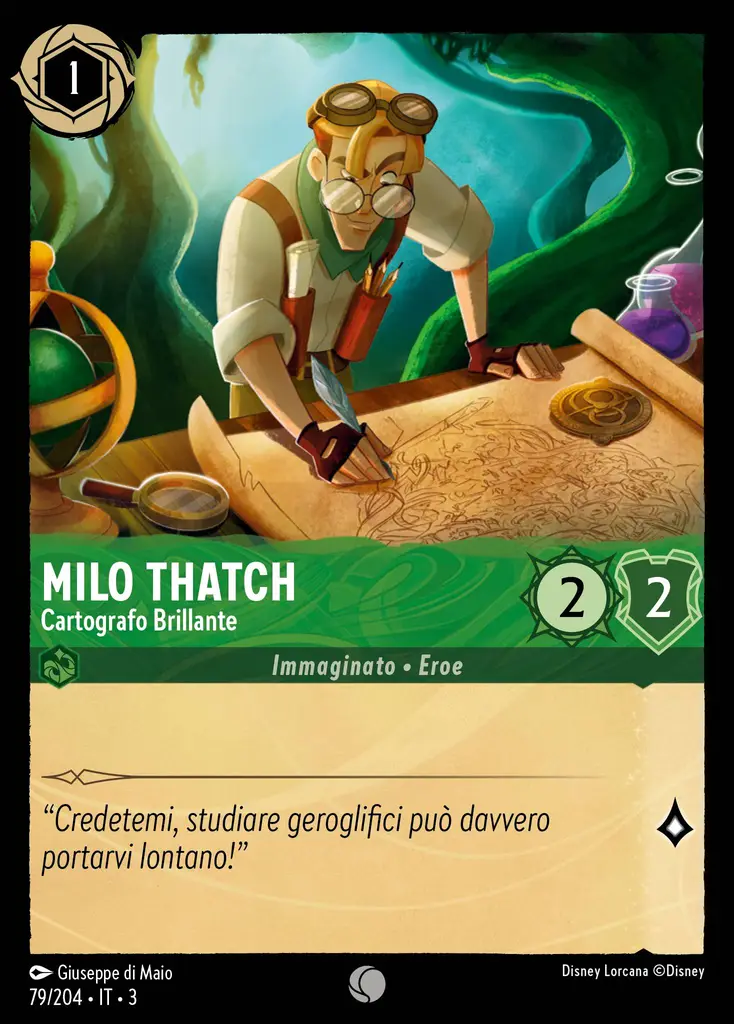 1
MILO THATCH
Cartografo Brillante
2
2
Immaginato • Eroe
“Credetemi, studiare geroglifici può davvero
portarvi lontano!”
Giuseppe di Maio
Disney Lorcana ©Disney
79/204 • IT • 3